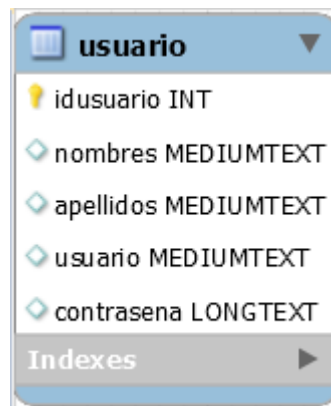 usuario
idusuario INT
nombres MEDIUMTEXT
apellidos MEDIUMTEXT
usuario MEDIUMTEXT
contrasena LONGTEXT
Indexes